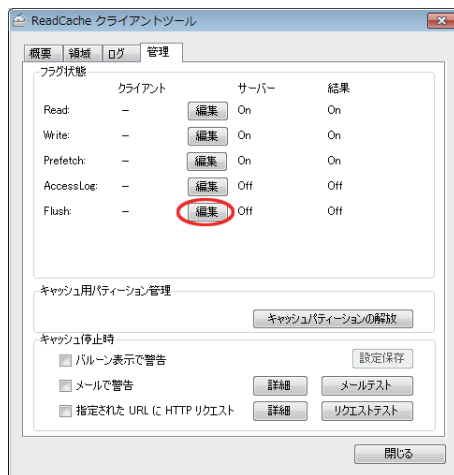 ReadCache クライアントツール
概要 領域 ログ 管理
フラグ状態
クライアント サーバー 結果
Read: – 編集 On On
Write: – 編集 On On
Prefetch: – 編集 On On
AccessLog: – 編集 Off Off
Flush: – 編集 Off Off
キャッシュ用パティーション管理
キャッシュパティーションの解放
キャッシュ停止時
バルーン表示で警告 設定保存
メールで警告 詳細 メールテスト
指定された URL に HTTP リクエスト 詳細 リクエストテスト
閉じる